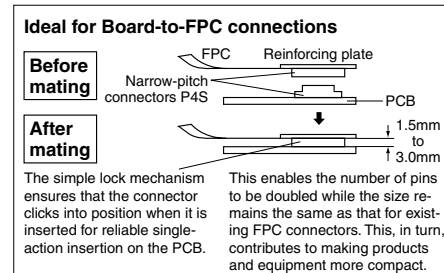 Ideal for Board-to-FPC connections
Before
mating
FPC
Reinforcing plate
Narrow-pitch
connectors P4S
PCB
After
mating
1.5mm
to
3.0mm
The simple lock mechanism
ensures that the connector
clicks into position when it is
inserted for reliable single-
action insertion on the PCB.
This enables the number of pins
to be doubled while the size re-
mains the same as that for exist-
ing FPC connectors. This, in turn,
contributes to making products
and equipment more compact.